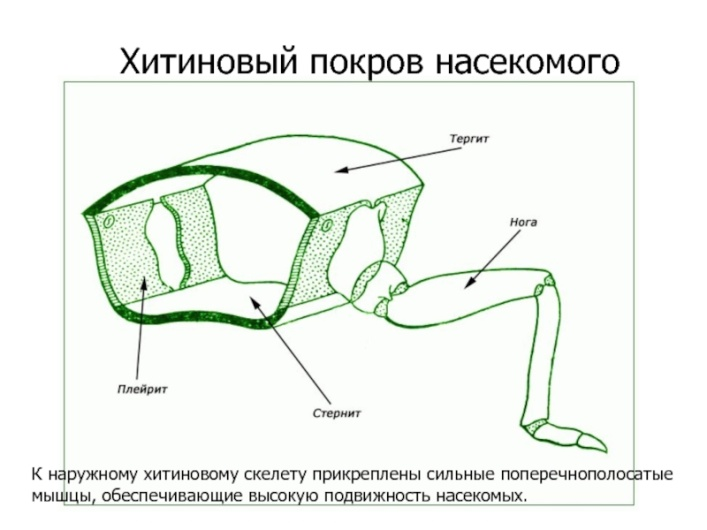 Хитиновый покров насекомого
Тергит
Нога
Плейрит
Стернит
К наружному хитиновому скелету прикреплены сильные поперечнополосатые
мышцы, обеспечивающие высокую подвижность насекомых.